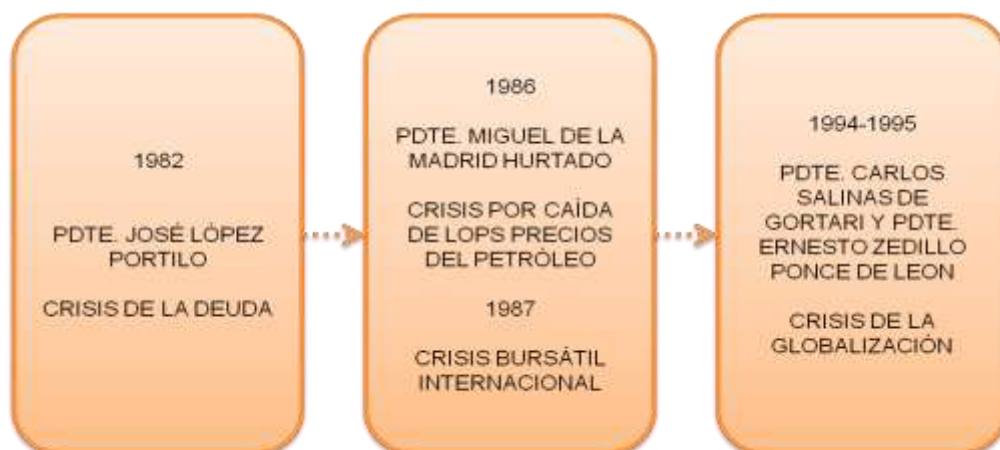 1982
PDTE. JOSÉ LÓPEZ
PORTILO
CRISIS DE LA DEUDA
1986
PDTE. MIGUEL DE LA
MADRID HURTADO
CRISIS POR CAÍDA
DE LOPS PRECIOS
DEL PETRÓLEO
1987
CRISIS BURSÁTIL
INTERNACIONAL
1994-1995
PDTE. CARLOS
SALINAS DE
GORTARI Y PDTE.
ERNESTO ZEDILLO
PONCE DE LEON
CRISIS DE LA
GLOBALIZACIÓN